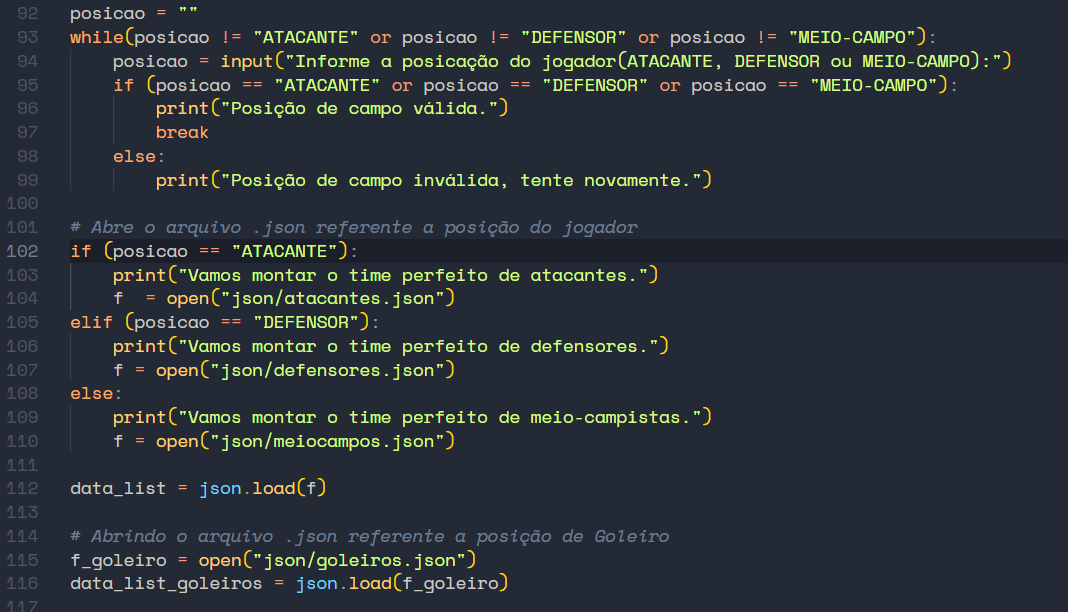 92 posicao = ""
93 while(posicao != "ATACANTE" or posicao != "DEFENSOR" or posicao != "MEIO-CAMPO"):
94     posicao = input("Informe a posicação do jogador(ATACANTE, DEFENSOR ou MEIO-CAMPO):")
95     if (posicao == "ATACANTE" or posicao == "DEFENSOR" or posicao == "MEIO-CAMPO"):
96         print("Posição de campo válida.")
97         break
98     else:
99         print("Posição de campo inválida, tente novamente.")
100
101 # Abre o arquivo .json referente a posição do jogador
102 if (posicao == "ATACANTE"):
103     print("Vamos montar o time perfeito de atacantes.")
104     f  = open("json/atacantes.json")
105 elif (posicao == "DEFENSOR"):
106     print("Vamos montar o time perfeito de defensores.")
107     f = open("json/defensores.json")
108 else:
109     print("Vamos montar o time perfeito de meio-campistas.")
110     f = open("json/meiocampos.json")
111
112 data_list = json.load(f)
113
114 # Abrindo o arquivo .json referente a posição de Goleiro
115 f_goleiro = open("json/goleiros.json")
116 data_list_goleiros = json.load(f_goleiro)
117